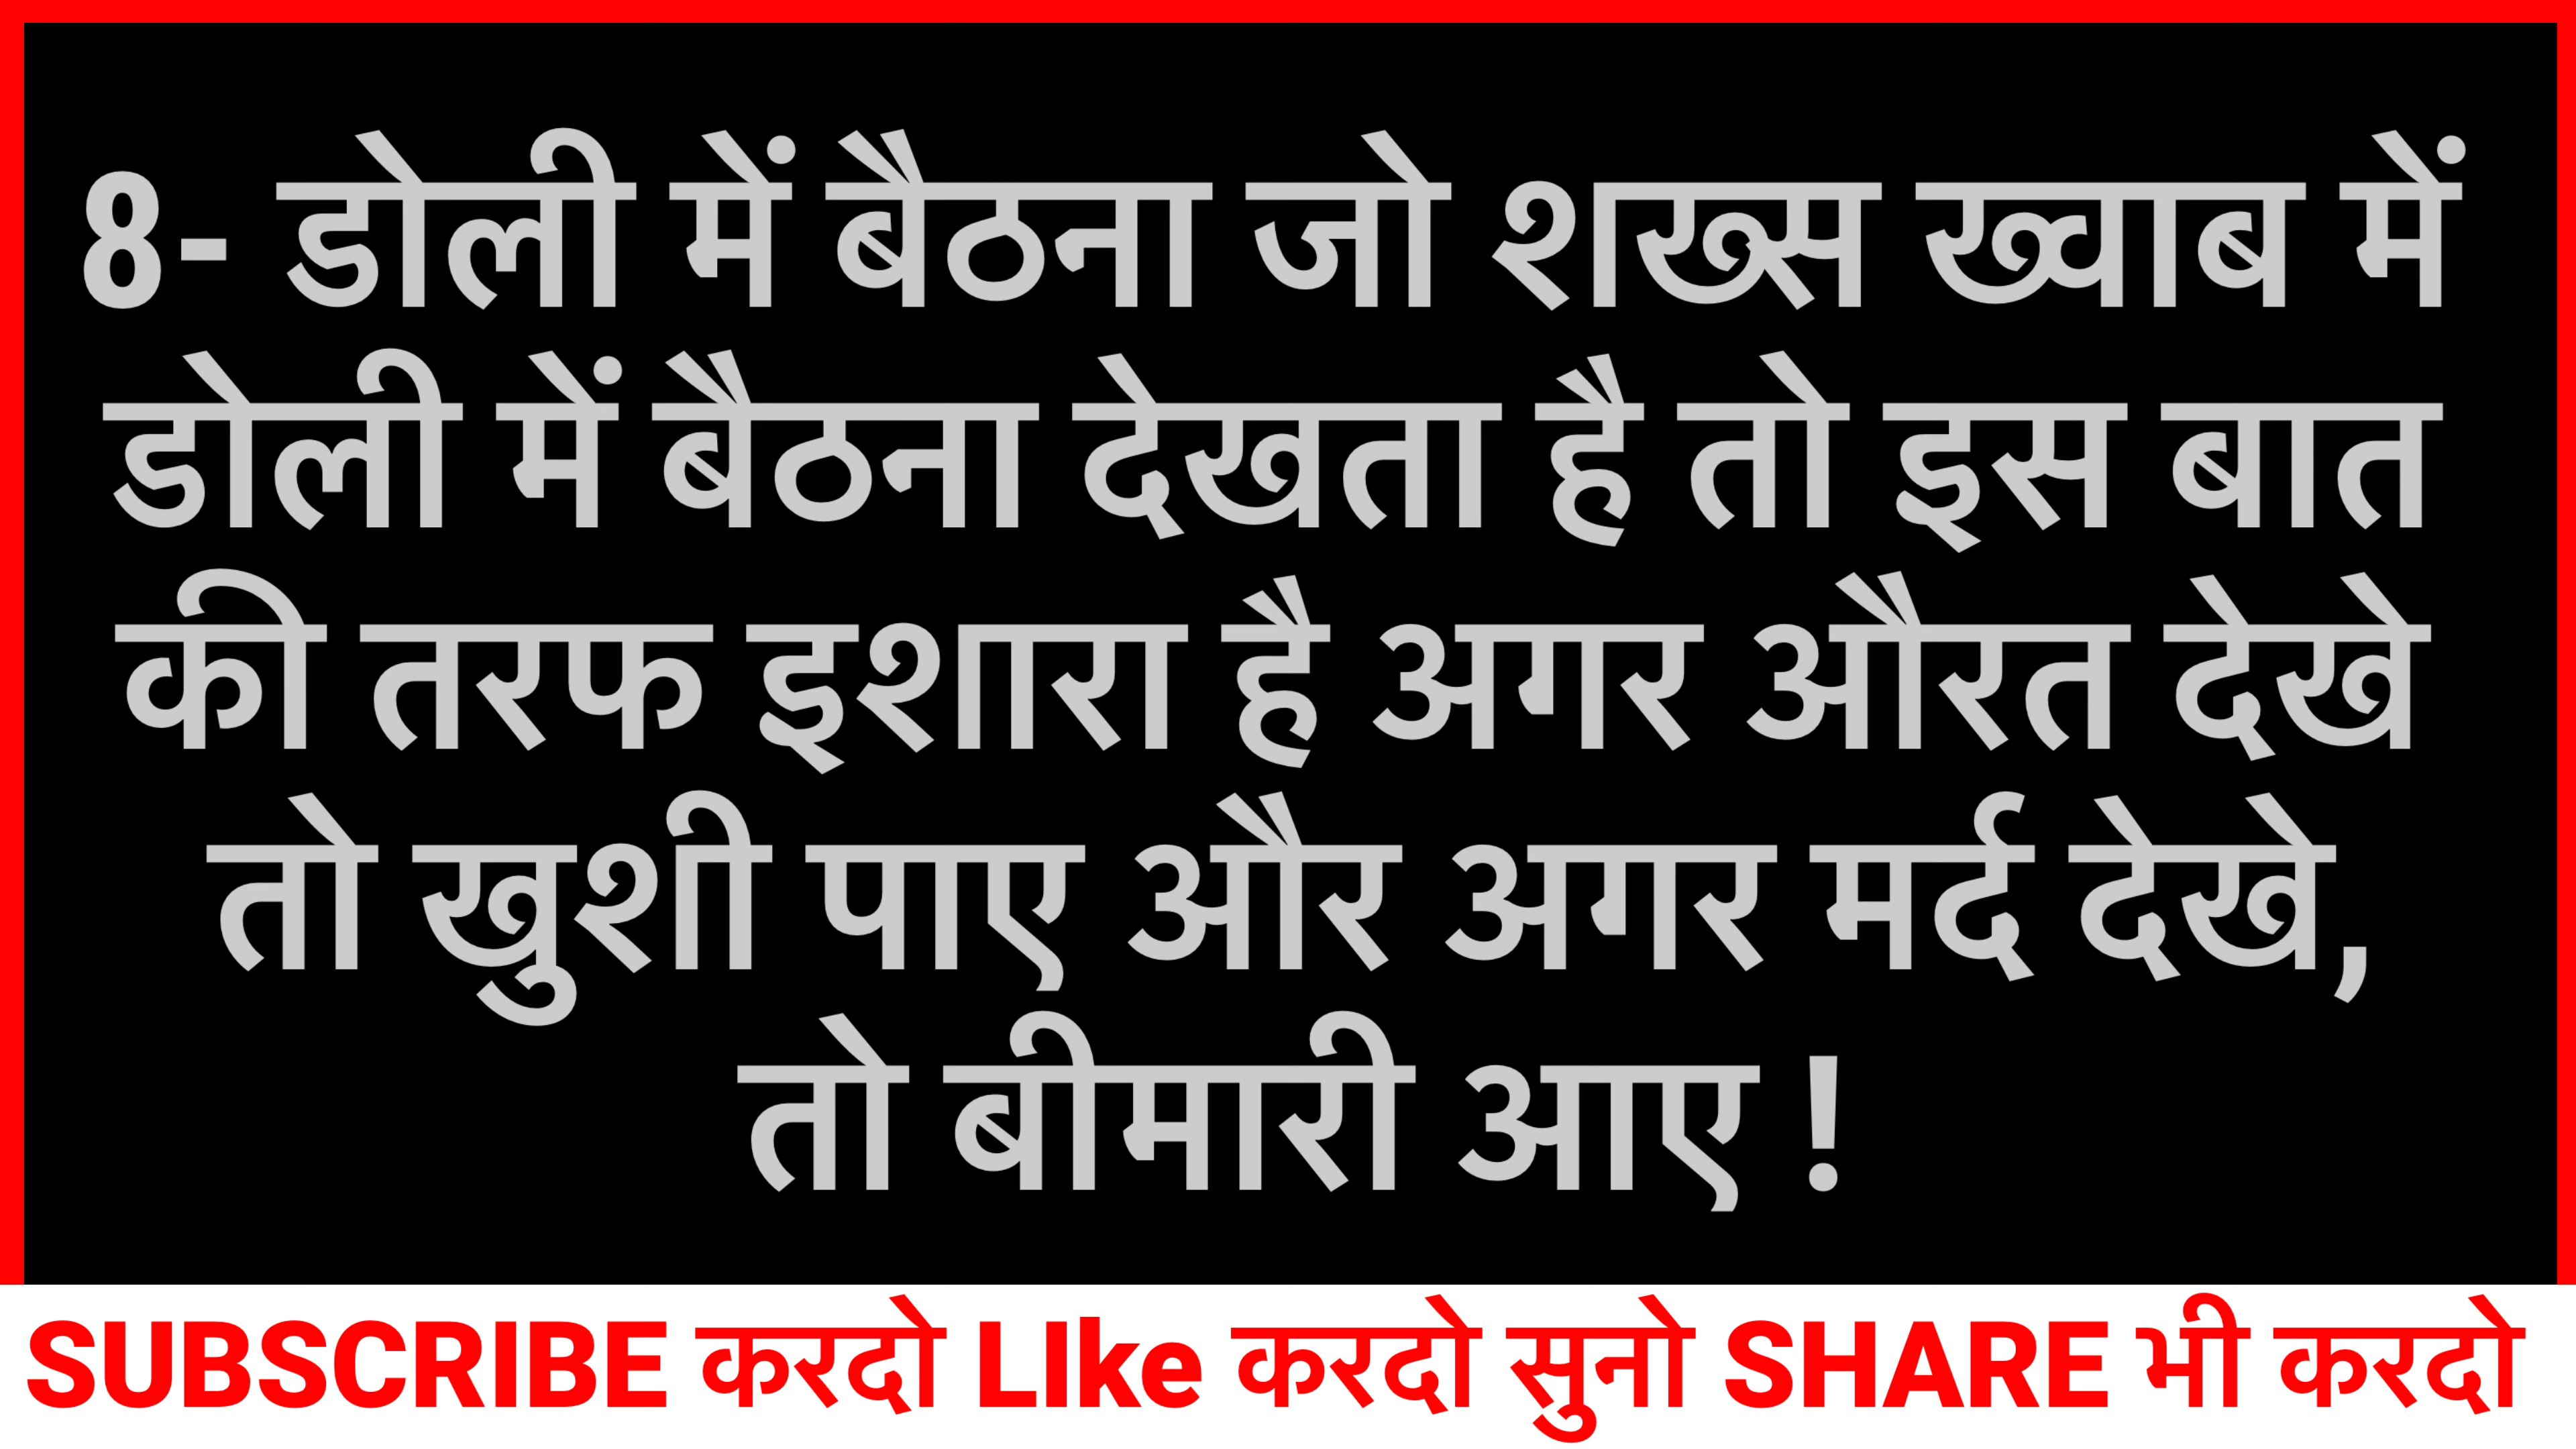 8- डोली में बैठना जो शख्स ख्वाब में
डोली में बैठना देखता है तो इस बात
की तरफ इशारा है अगर औरत देखे
तो खुशी पाए और अगर मर्द देखे,
तो बीमारी आए !
SUBSCRIBE करदो LIke करदो सुनो SHARE भी करदो